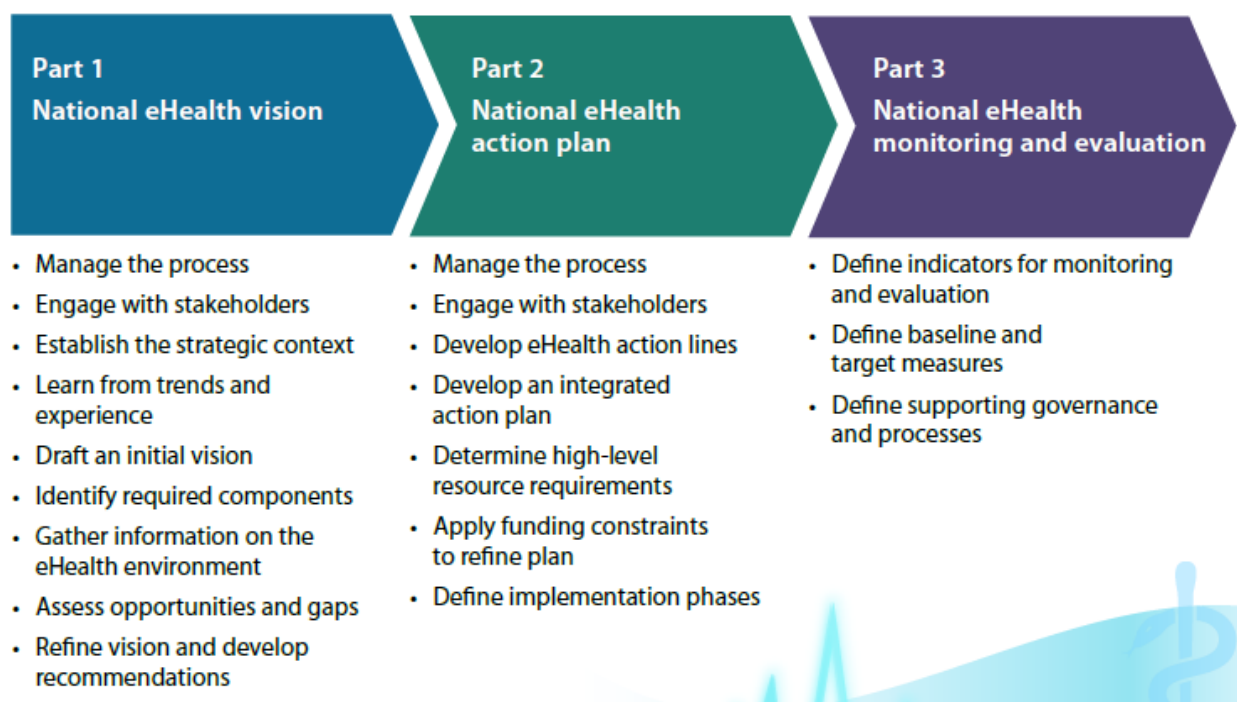 Part 1
National eHealth vision
• Manage the process
• Engage with stakeholders
• Establish the strategic context
• Learn from trends and
experience
• Draft an initial vision
• Identify required components
• Gather information on the
eHealth environment
• Assess opportunities and gaps
• Refine vision and develop
recommendations
Part 2
National eHealth
action plan
• Manage the process
• Engage with stakeholders
• Develop eHealth action lines
• Develop an integrated
action plan
• Determine high-level
resource requirements
• Apply funding constraints
to refine plan
• Define implementation phases
Part 3
National eHealth
monitoring and evaluation
• Define indicators for monitoring
and evaluation
• Define baseline and
target measures
• Define supporting governance
and processes